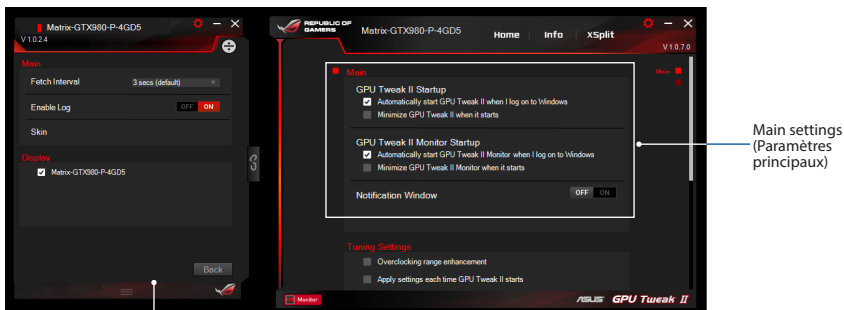 Matrix-GTX980-P-4GD5
V 1.0.2.4
Main
Fetch Interval
3 secs (default)
Enable Log
OFF ON
Skin
Display
Matrix-GTX980-P-4GD5
Back
REPUBLIC OF
GAMERS
Matrix-GTX980-P-4GD5
Home
Info
XSplit
V 1.0.7.0
Main
Main
GPU Tweak II Startup
Automatically start GPU Tweak II when I log on to Windows
Minimize GPU Tweak II when it starts
GPU Tweak II Monitor Startup
Automatically start GPU Tweak II Monitor when I log on to Windows
Minimize GPU Tweak II Monitor when it starts
Notification Window
OFF ON
Tuning Settings
Overclocking range enhancement
Apply settings each time GPU Tweak II starts
Monitor
ASUS GPU Tweak II
Main settings
(Paramètres
principaux)